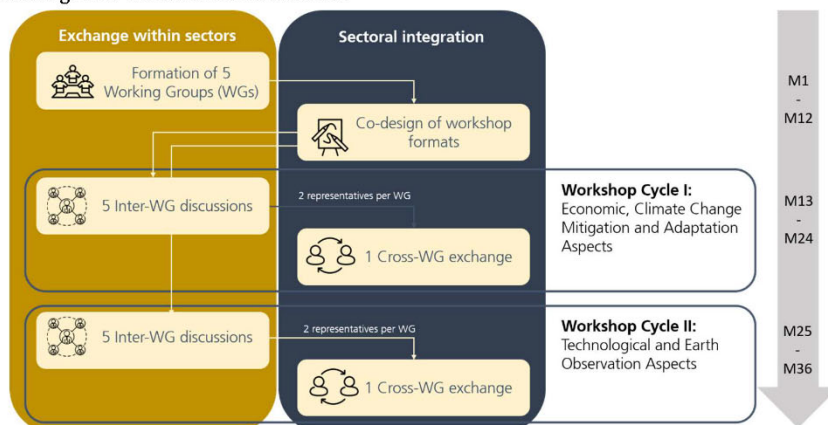 Exchange within sectors
Sectoral integration
Formation of 5
Working Groups (WGs)
Co-design of workshop
formats
M1
-
M12
5 Inter-WG discussions
2 representatives per WG
1 Cross-WG exchange
Workshop Cycle I:
Economic, Climate Change
Mitigation and Adaptation
Aspects
M13
-
M24
5 Inter-WG discussions
2 representatives per WG
1 Cross-WG exchange
Workshop Cycle II:
Technological and Earth
Observation Aspects
M25
-
M36